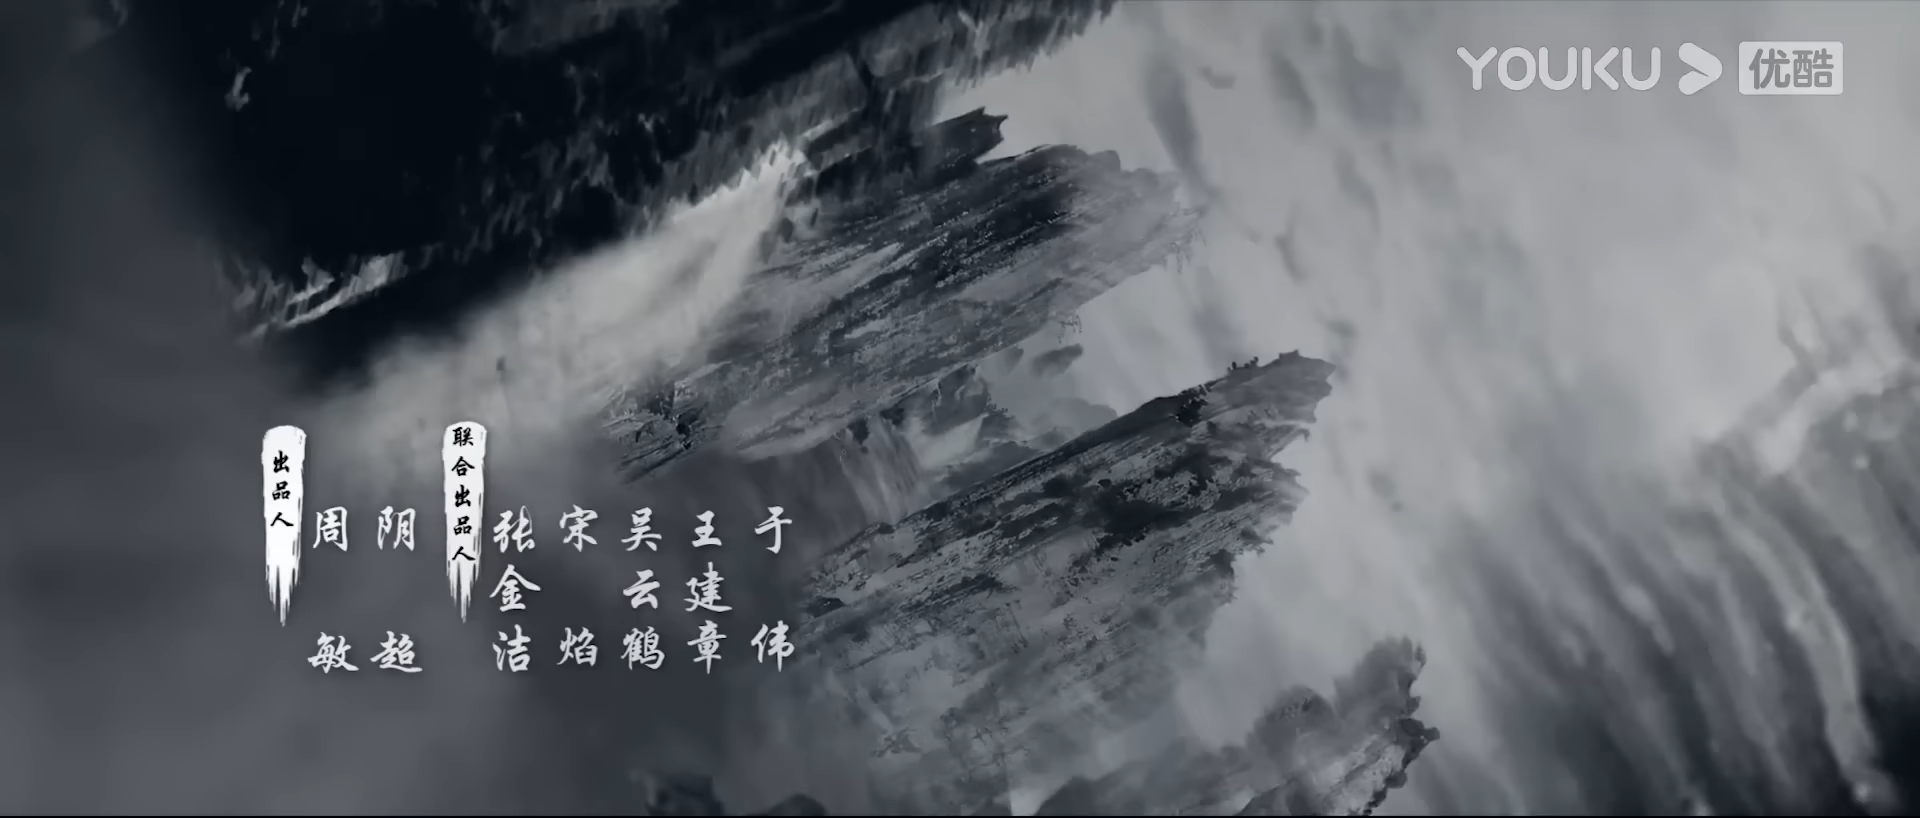 YOUKU 优酷
出品人
周敏
阴超
联合出品人
张金洁
宋焰
吴云鹤
王建章
于伟